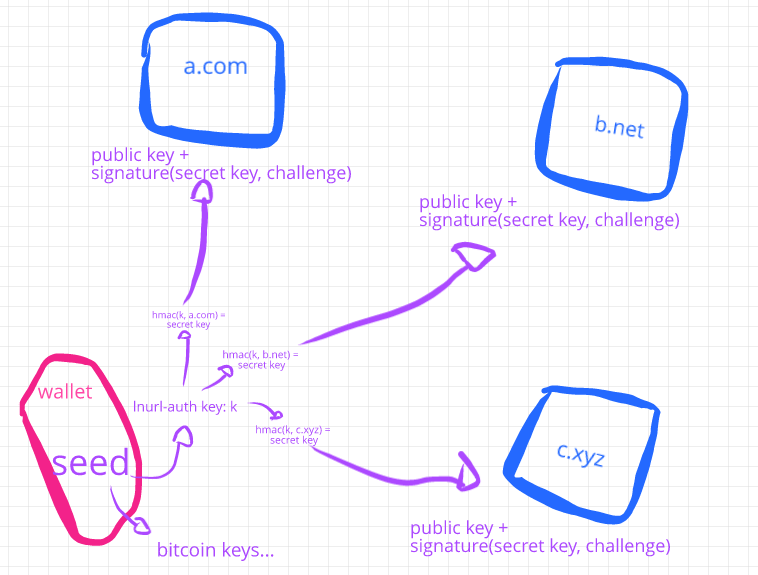 a.com
public key +
signature(secret key, challenge)
b.net
public key +
signature(secret key, challenge)
hmac(k, a.com) =
secret key
hmac(k, b.net) =
secret key
wallet
lnurl-auth key: k
hmac(k, c.xyz) =
secret key
seed
c.xyz
public key +
signature(secret key, challenge)
bitcoin keys...